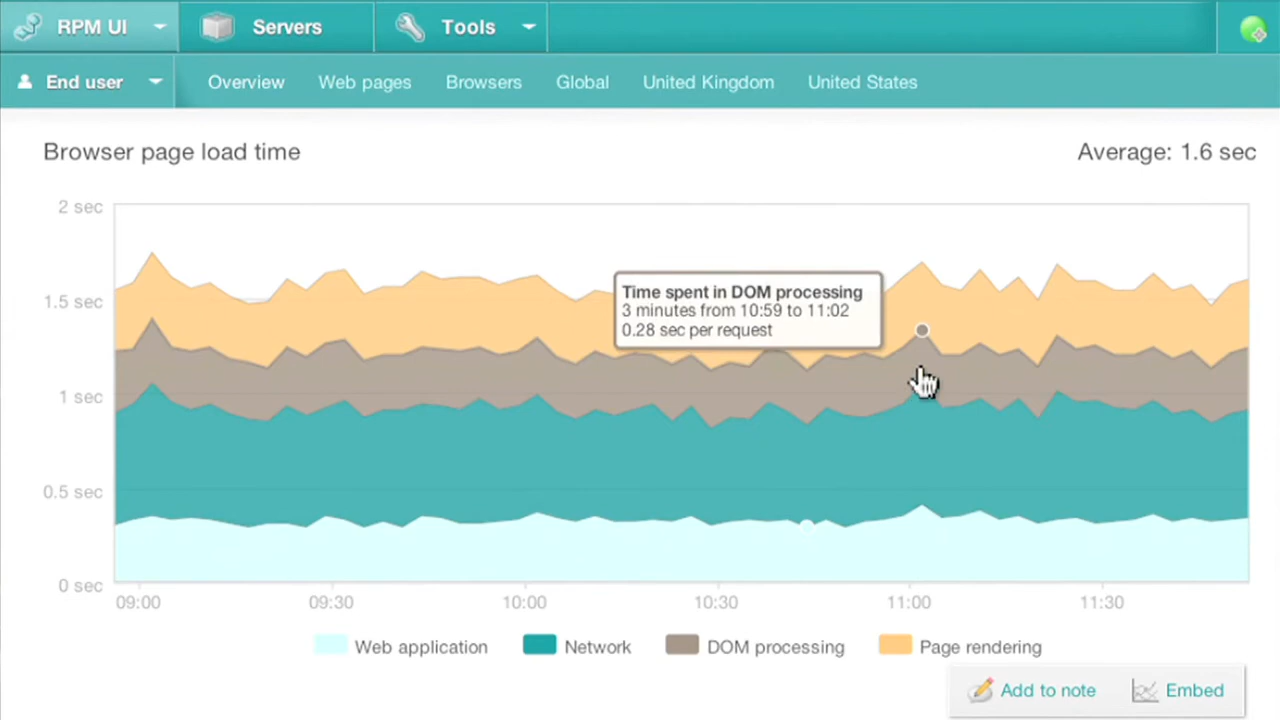 RPM UI Servers Tools
End user Overview Web pages Browsers Global United Kingdom United States
Browser page load time Average: 1.6 sec
2 sec
1.5 sec
1 sec
0.5 sec
0 sec
Time spent in DOM processing
3 minutes from 10:59 to 11:02
0.28 sec per request
09:00 09:30 10:00 10:30 11:00 11:30
Web application Network DOM processing Page rendering
Add to note Embed